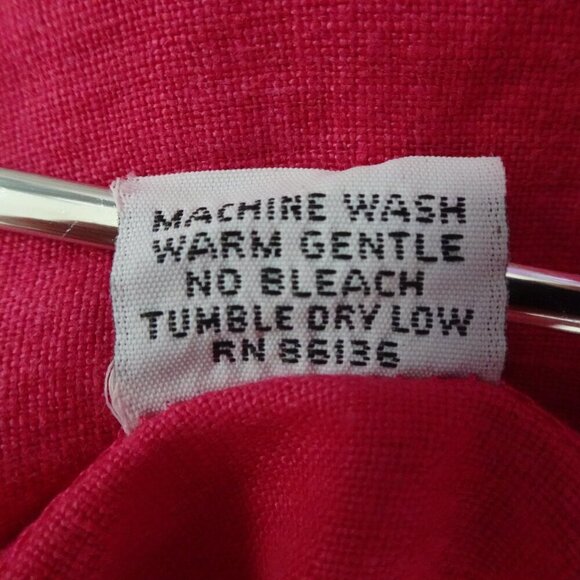 MACHINE WASH
WARM GENTLE
NO BLEACH
TUMBLE DRY LOW
RN 86136